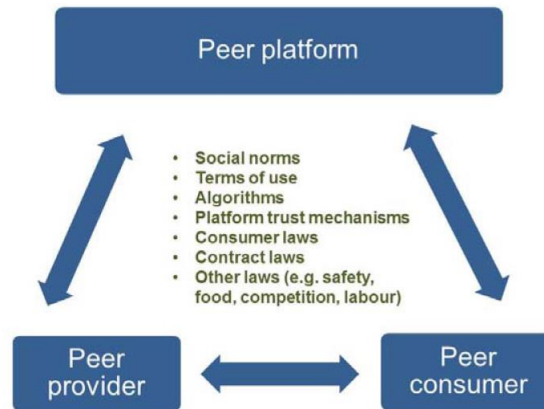 Peer platform
• Social norms
• Terms of use
• Algorithms
• Platform trust mechanisms
• Consumer laws
• Contract laws
• Other laws (e.g. safety,
food, competition, labour)
Peer
provider
Peer
consumer